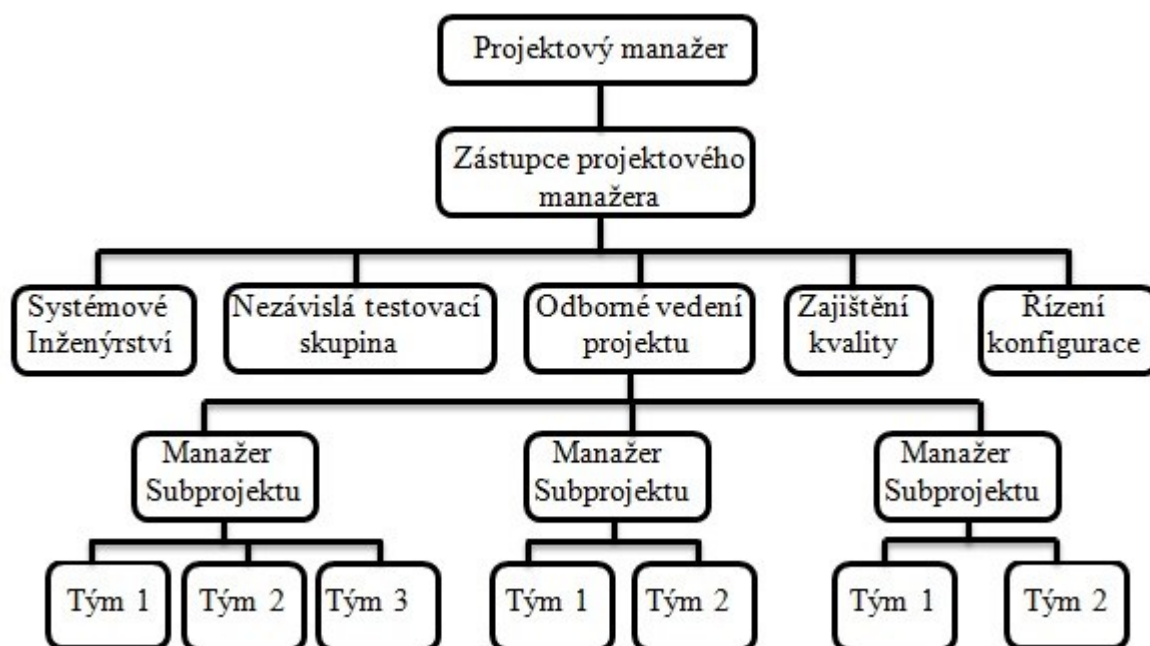 Projektový manažer
Zástupce projektového
manažera
Systémové
Inženýrství
Nezávislá testovací
skupina
Odborné vedení
projektu
Zajištění
kvality
Řízení
konfigurace
Manažer
Subprojektu
Manažer
Subprojektu
Manažer
Subprojektu
Tým 1
Tým 2
Tým 3
Tým 1
Tým 2
Tým 1
Tým 2